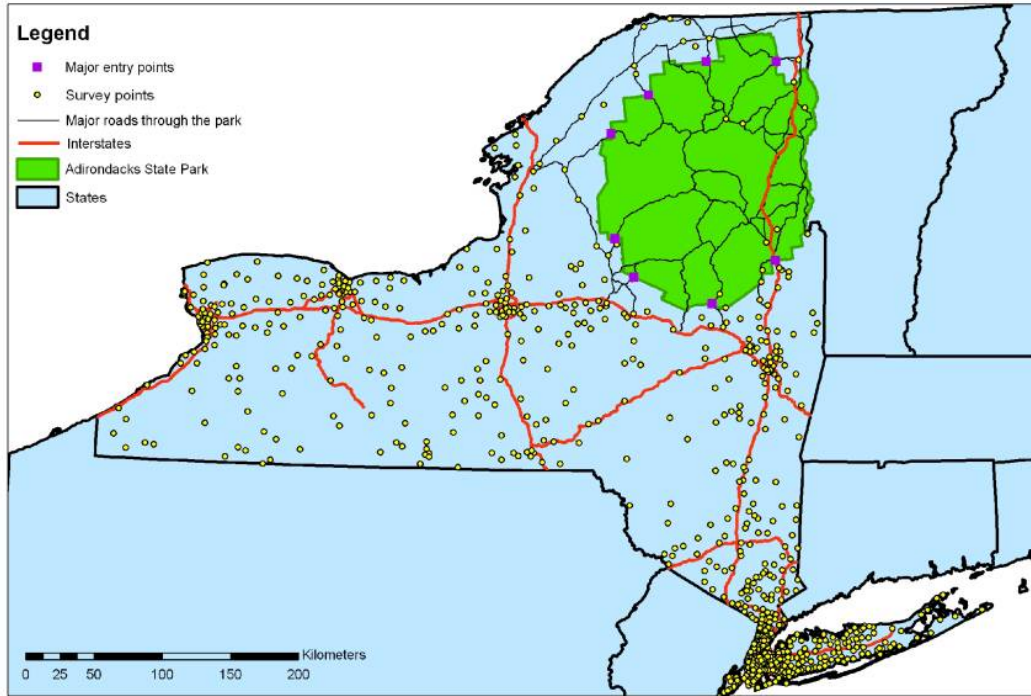 Legend
Major entry points
Survey points
Major roads through the park
Interstates
Adirondacks State Park
States
Kilometers
0 25 50 100 150 200